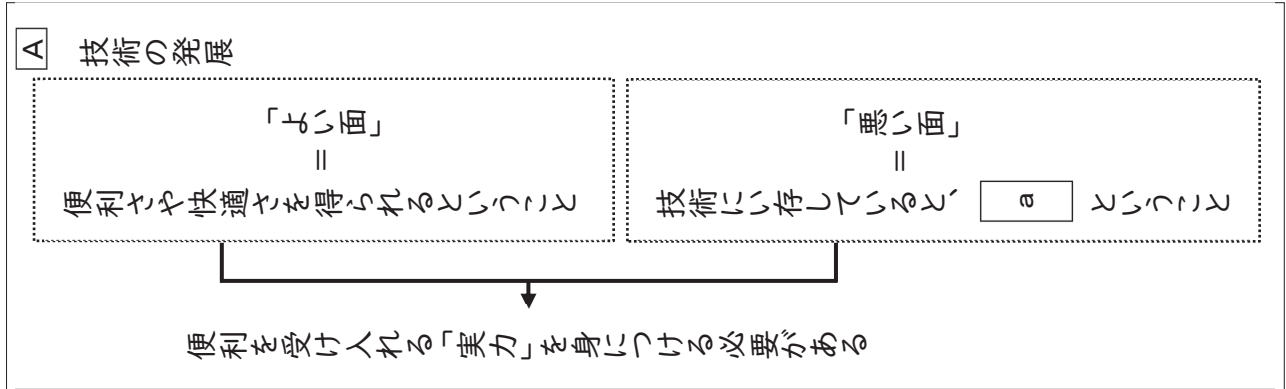 A 技術の発展
「よい面」
＝
便利さや快適さを得られるということ
「悪い面」
＝
技術にい存していると、 a ということ
便利を受け入れる「実力」を身につける必要がある